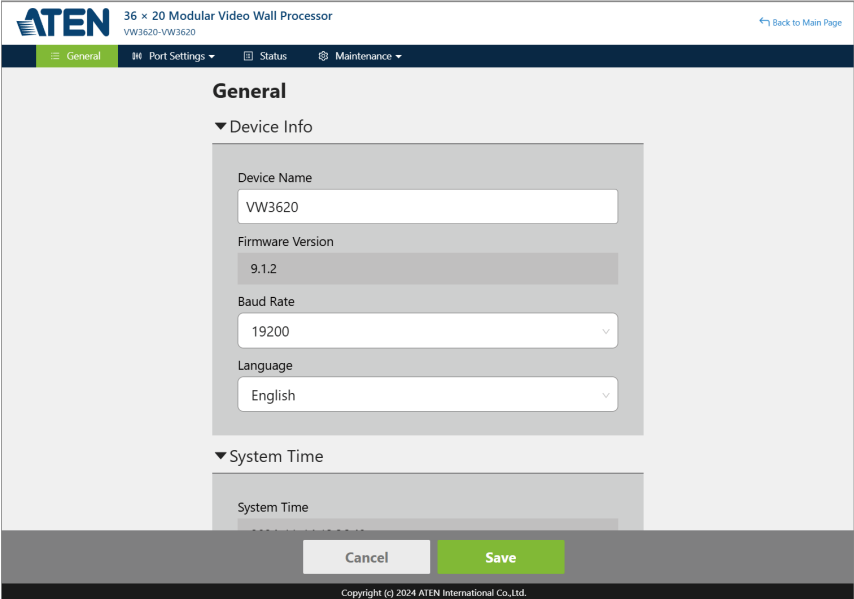 ATEN
36 × 20 Modular Video Wall Processor
VW3620-VW3620
Back to Main Page
General
Port Settings
Status
Maintenance
General
Device Info
Device Name
VW3620
Firmware Version
9.1.2
Baud Rate
19200
Language
English
System Time
System Time
Cancel
Save
Copyright (c) 2024 ATEN International Co.,Ltd.